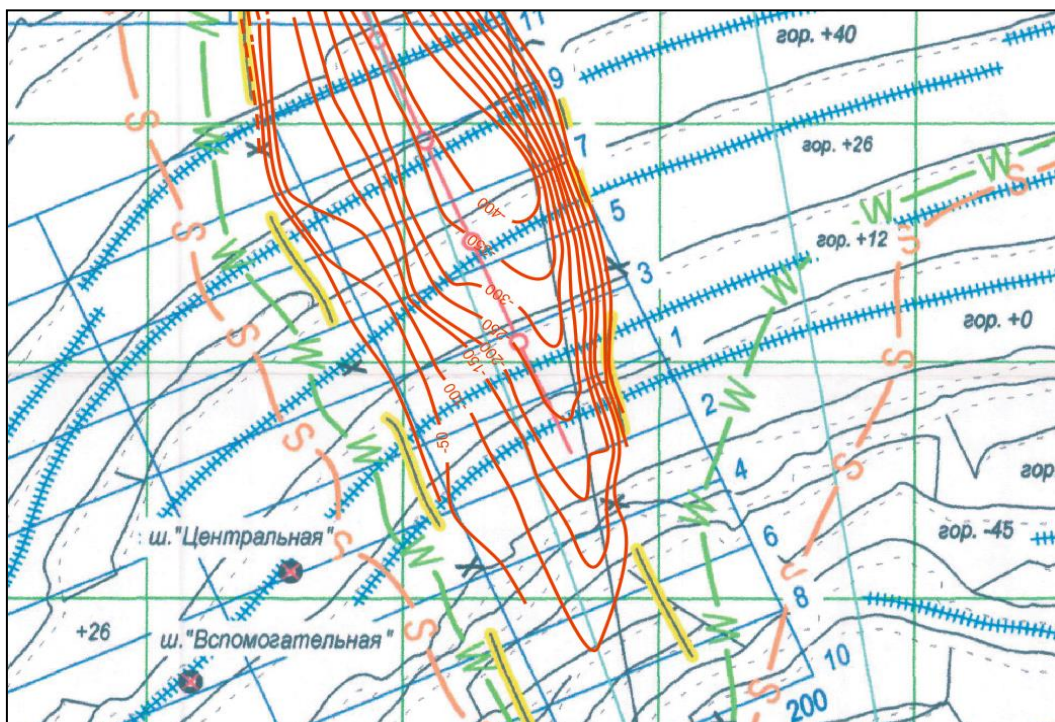 11
гор. +40
9
гор. +26
7
W
W
S
S
-400
5
W
S
-350
гор. +12
S
W
3
W
-300
гор. +0
S
W
-250
1
S
-200
W
-150
W
2
S
-50
W
4
W
гор. -45
S
6
ш."Центральная"
W
W
S
8
+26
S
10
ш."Вспомогательная"
W
W
S
200